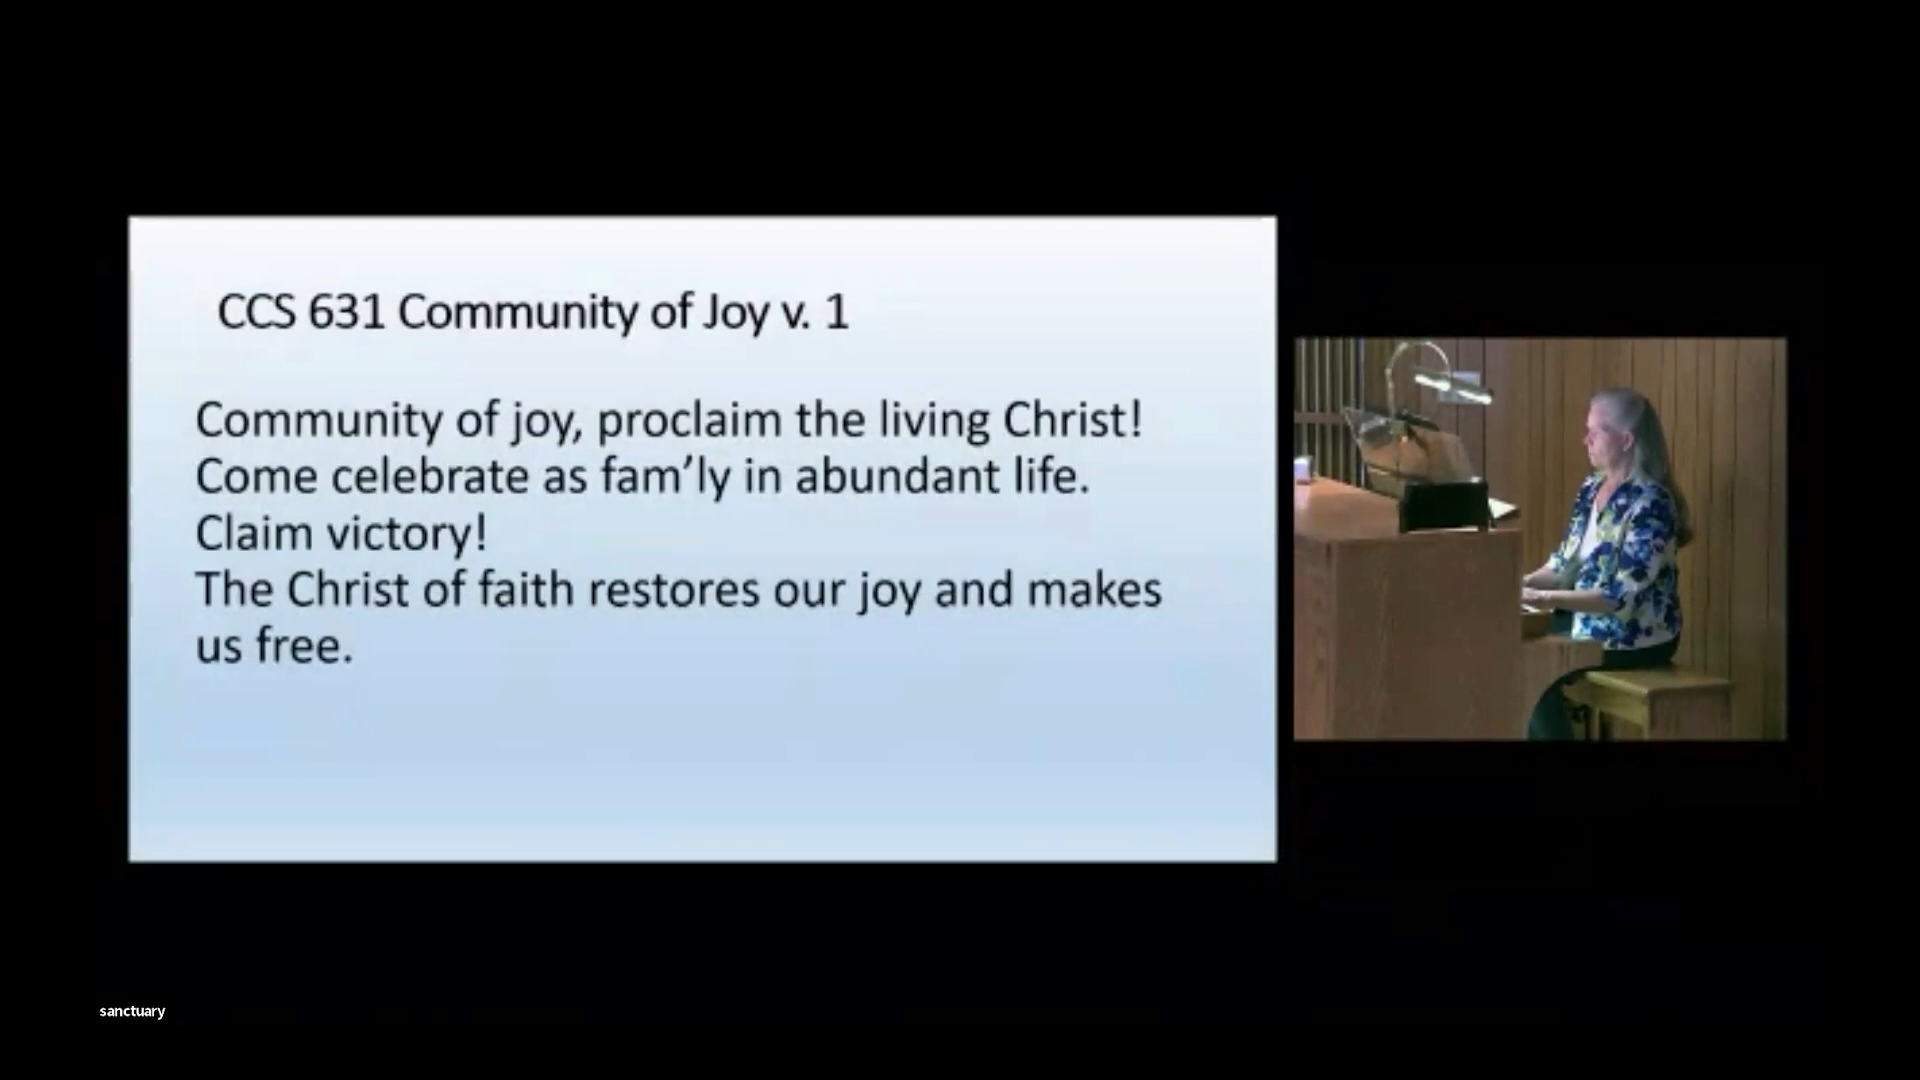 CCS 631 Community of Joy v. 1
Community of joy, proclaim the living Christ!
Come celebrate as fam’ly in abundant life.
Claim victory!
The Christ of faith restores our joy and makes
us free.
sanctuary